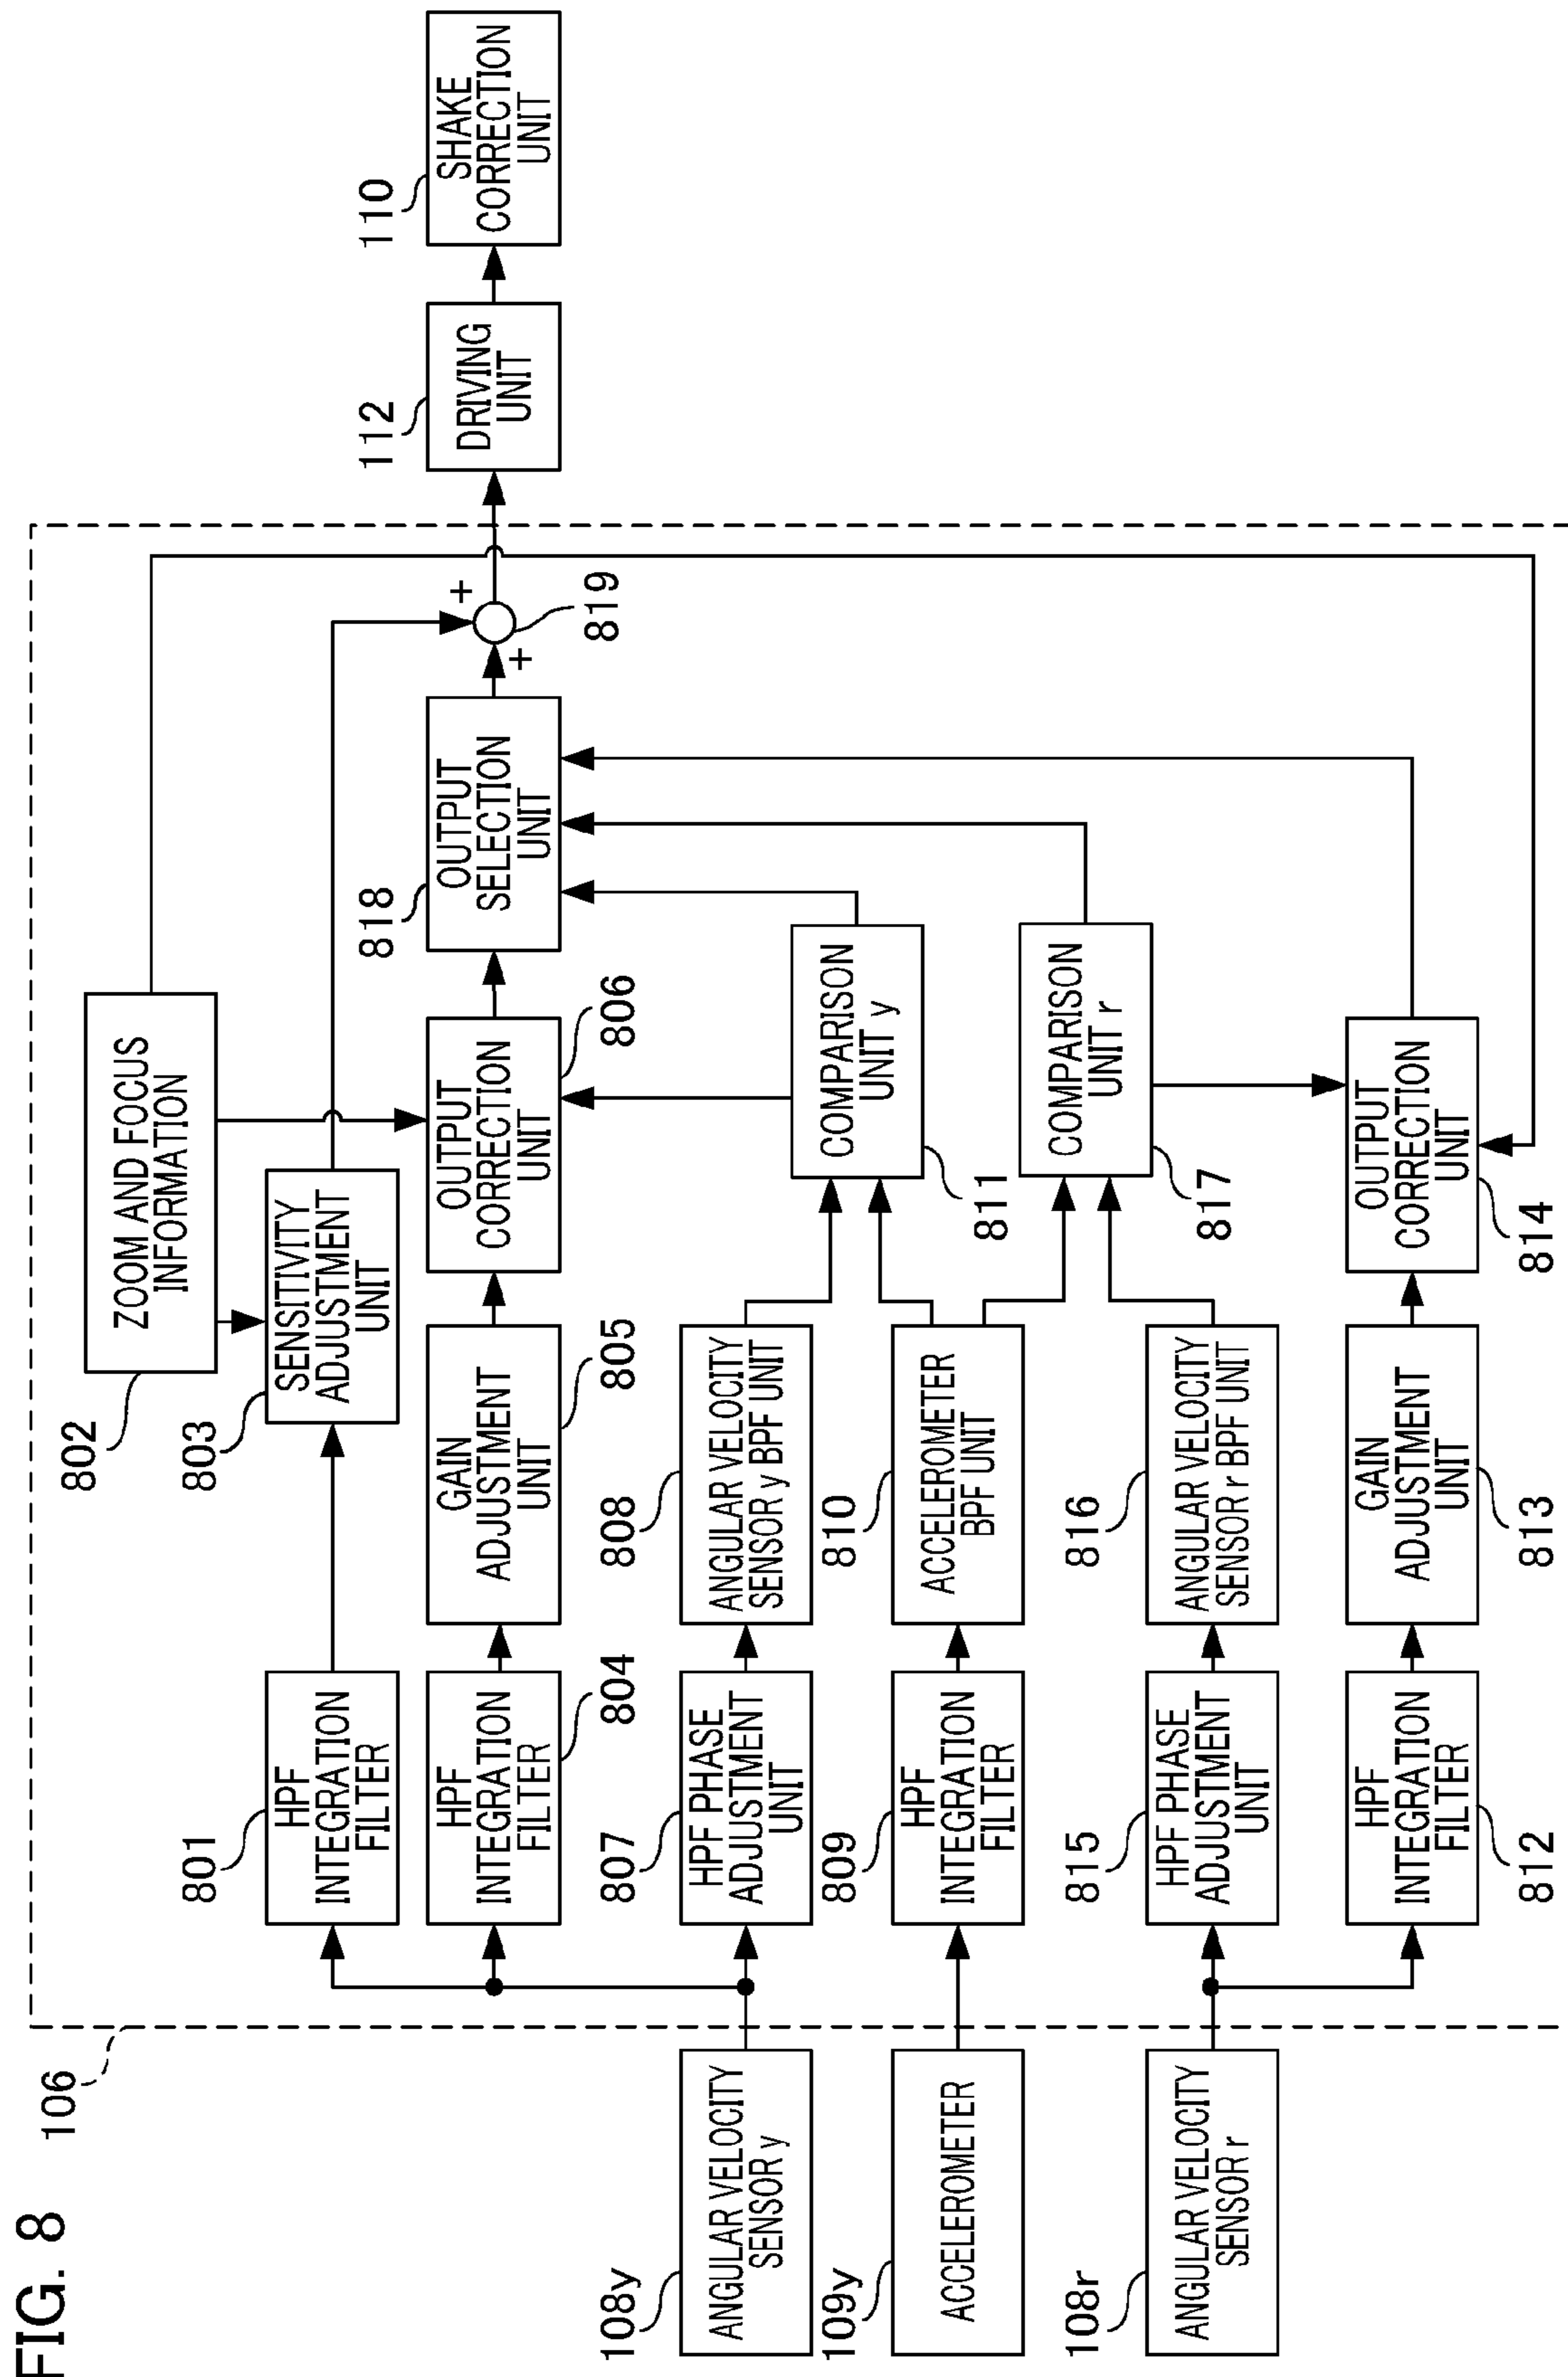 FIG. 8
106
802
ZOOM AND FOCUS
INFORMATION
801
HPF
INTEGRATION
FILTER
803
SENSITIVITY
ADJUSTMENT
UNIT
HPF
INTEGRATION
FILTER
804
GAIN
ADJUSTMENT
UNIT
805
OUTPUT
CORRECTION
UNIT
806
818
OUTPUT
SELECTION
UNIT
+
+
819
112
DRIVING
UNIT
110
SHAKE
CORRECTION
UNIT
108y
ANGULAR VELOCITY
SENSOR y
807
HPF PHASE
ADJUSTMENT
UNIT
808
ANGULAR VELOCITY
SENSOR y BPF UNIT
COMPARISON
UNIT y
811
109y
ACCELEROMETER
809
HPF
INTEGRATION
FILTER
810
ACCELEROMETER
BPF UNIT
COMPARISON
UNIT r
817
108r
ANGULAR VELOCITY
SENSOR r
815
HPF PHASE
ADJUSTMENT
UNIT
816
ANGULAR VELOCITY
SENSOR r BPF UNIT
HPF
INTEGRATION
FILTER
812
GAIN
ADJUSTMENT
UNIT
813
OUTPUT
CORRECTION
UNIT
814